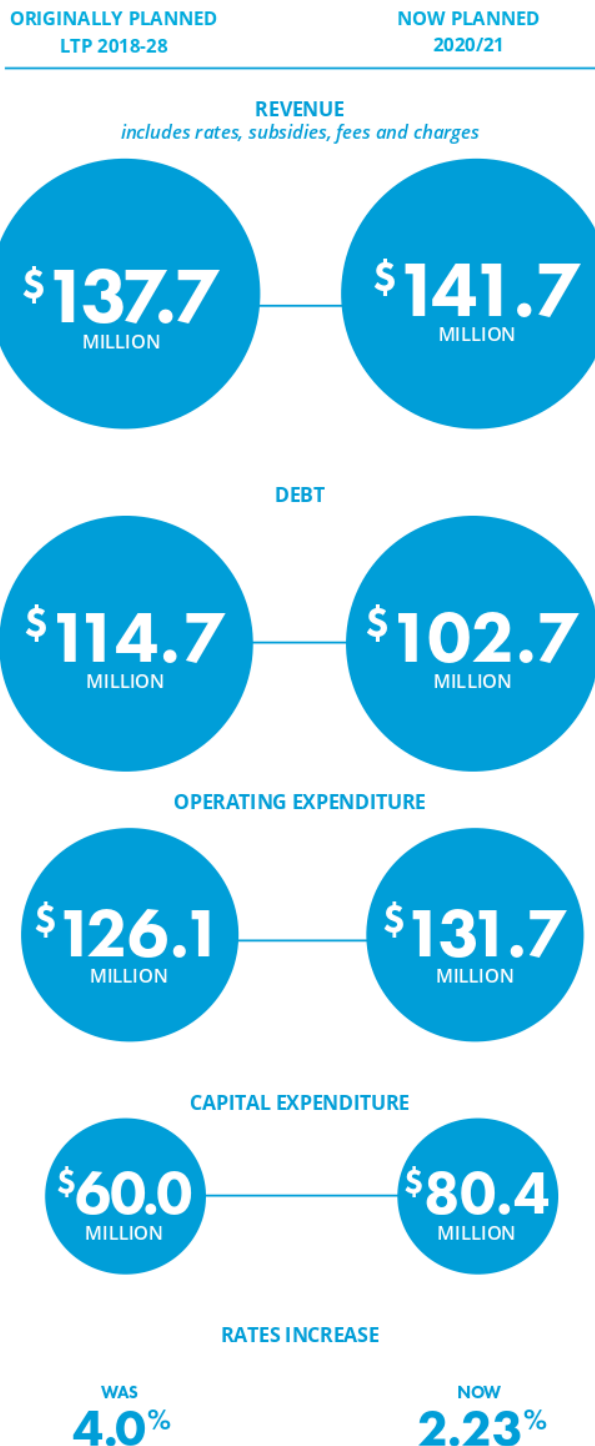 ORIGINALLY PLANNED
LTP 2018-28
NOW PLANNED
2020/21
REVENUE
includes rates, subsidies, fees and charges
$137.7
MILLION
$141.7
MILLION
DEBT
$114.7
MILLION
$102.7
MILLION
OPERATING EXPENDITURE
$126.1
MILLION
$131.7
MILLION
CAPITAL EXPENDITURE
$60.0
MILLION
$80.4
MILLION
RATES INCREASE
WAS
4.0%
NOW
2.23%